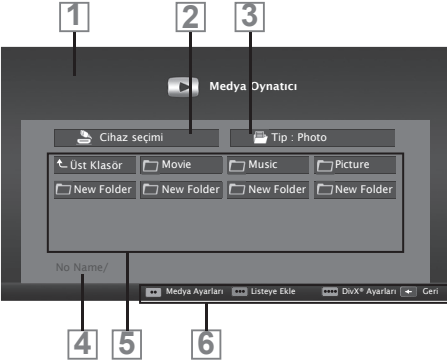 1 2 3
Medya Oynatıcı
Cihaz seçimi Tip : Photo
Üst Klasör Movie Music Picture
New Folder New Folder New Folder New Folder
No Name/
Medya Ayarları Listeye Ekle DivX® Ayarları Geri
4 5 6